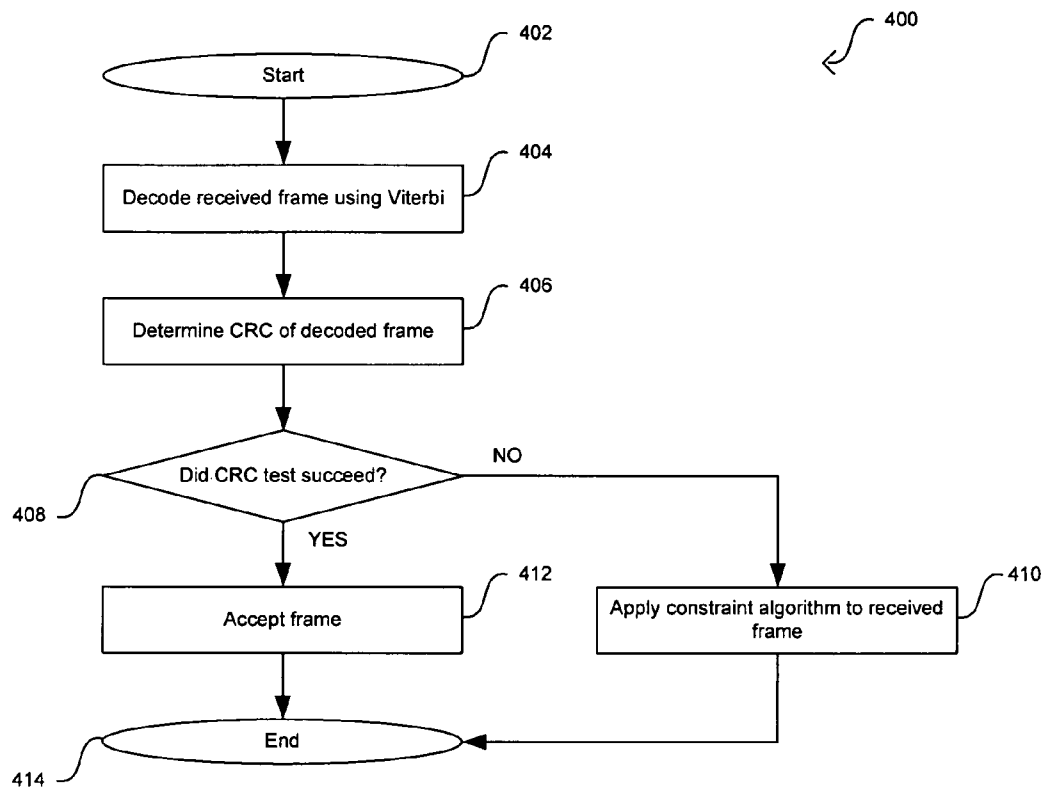 402
400
Start
404
Decode received frame using Viterbi
406
Determine CRC of decoded frame
Did CRC test succeed?
NO
408
YES
412
410
Accept frame
Apply constraint algorithm to received
frame
End
414